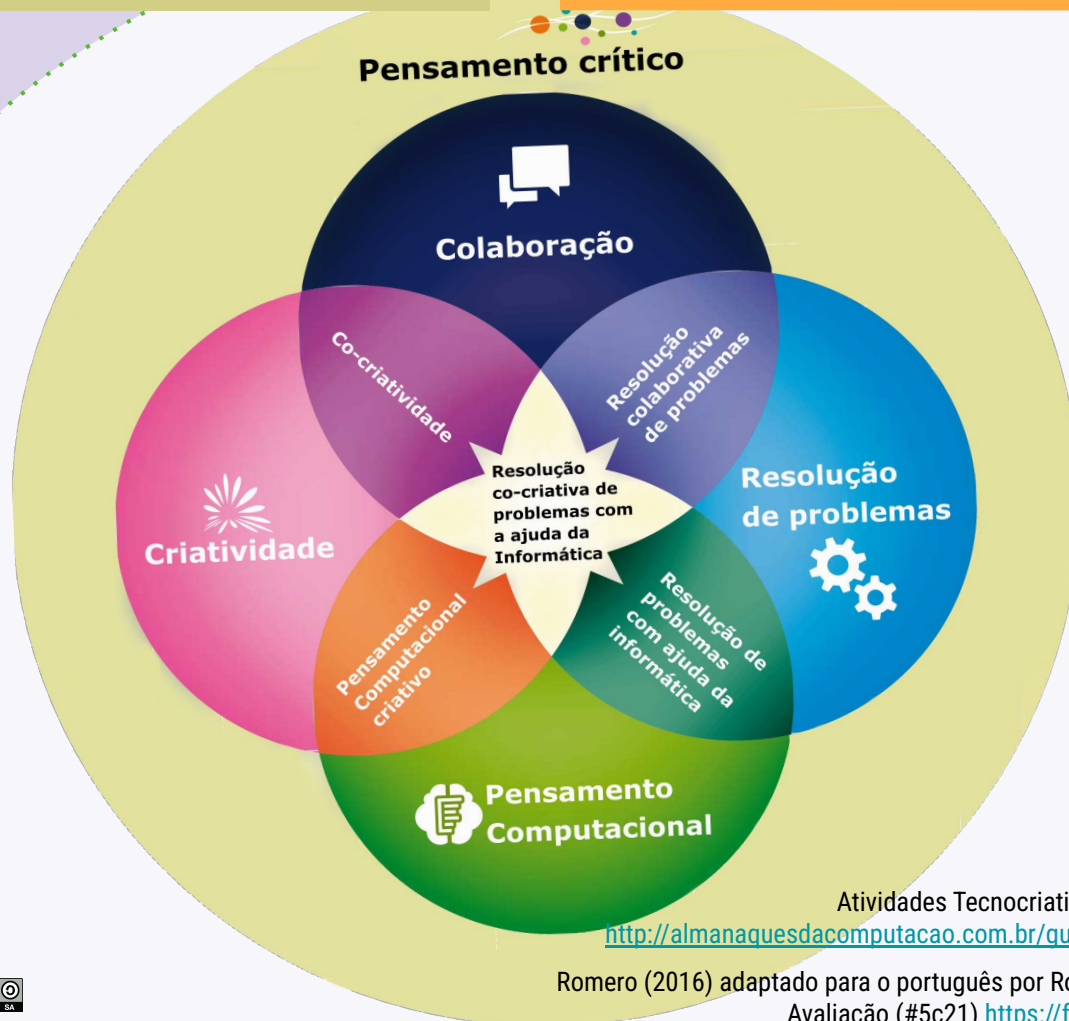 Pensamento crítico
Colaboração
Co-criatividade
Resolução
colaborativa
de problemas
Criatividade
Resolução
co-criativa de
problemas com
a ajuda da
Informática
Resolução
de problemas
Pensamento
Computacional
criativo
Resolução de
problemas
com ajuda da
informática
Pensamento
Computacional
Atividades Tecnocriati
http://almanaquesdacomputacao.com.br/gu
Romero (2016) adaptado para o português por Ro
Avaliação (#5c21) https://f
SA